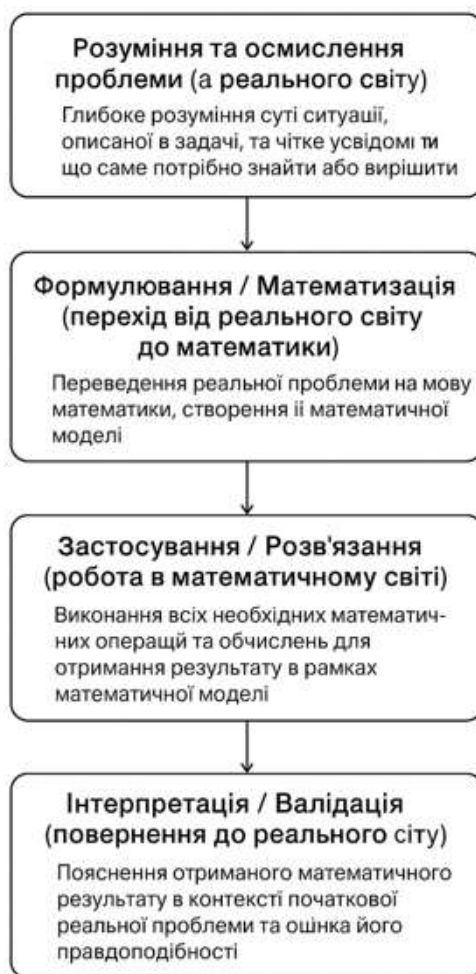 Розуміння та осмислення
проблеми (а реального світу)
Глибоке розуміння суті ситуашії,
описаної в задачі, та чітке усвідомі ти
що саме потрібно знайти або вирішити
Формулювання / Математизація
(перехід від реального світу
до математики)
Переведення реальної проблеми на мову
математики, створення іі математичної
моделі
Застосування / Розв'язання
(робота в математичному світі)
Виконання всіх необхідних математич-
них операщй та обчислень для
отримання результату в рамках
математичної моделі
Інтерпретація / Валідація
(повернення до реального сіту)
Пояснення отриманого математичного
результату в контексті початкової
реальної проблеми та ошінка його
правдоподібності